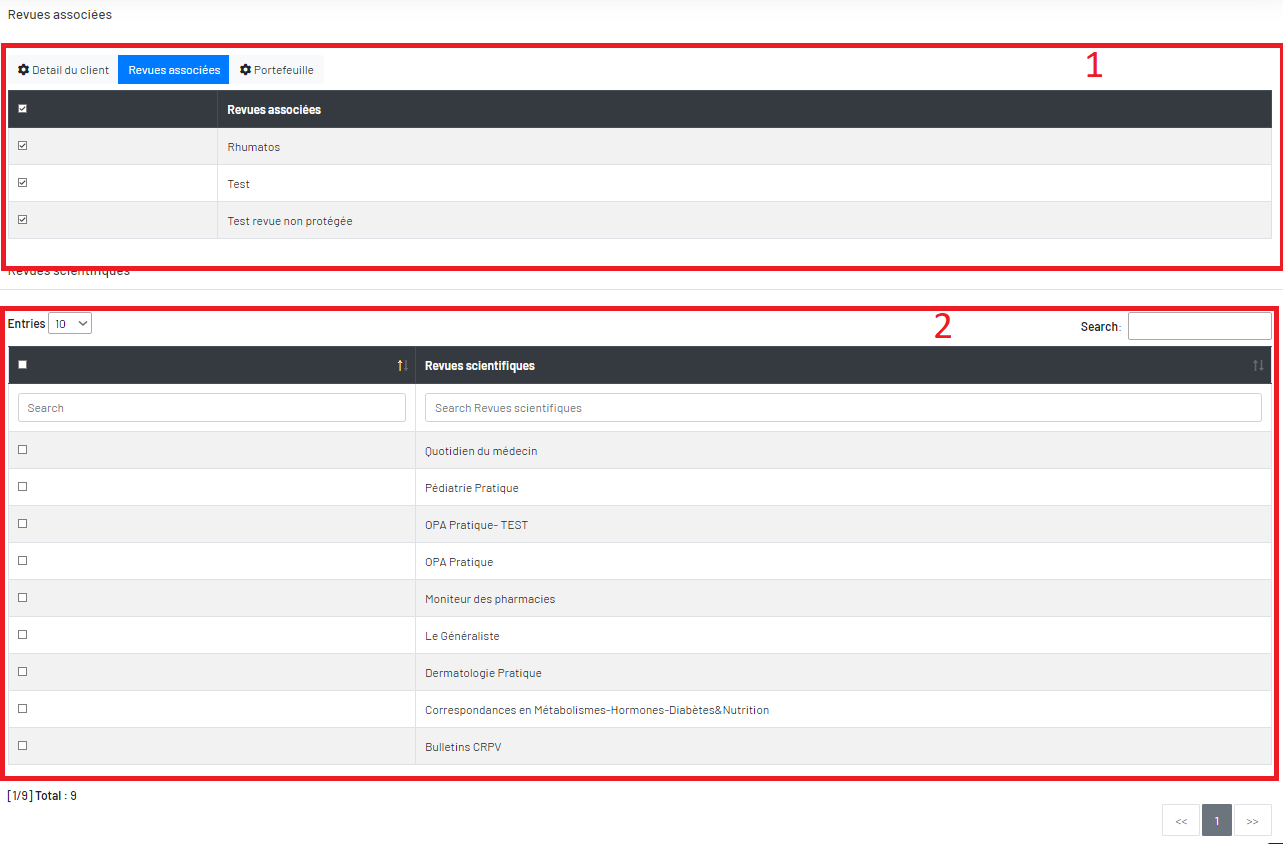 Revues associées
1
Detail du client Revues associées Portefeuille
Revues associées
Rhumatos
Test
Test revue non protégée
Revues scientifiques
2
Entries 10 Search:
Revues scientifiques
Search Search Revues scientifiques
Quotidien du médecin
Pédiatrie Pratique
OPA Pratique- TEST
OPA Pratique
Moniteur des pharmacies
Le Généraliste
Dermatologie Pratique
Correspondances en Métabolismes-Hormones-Diabètes&Nutrition
Bulletins CRPV
[1/9] Total : 9
<< 1 >>